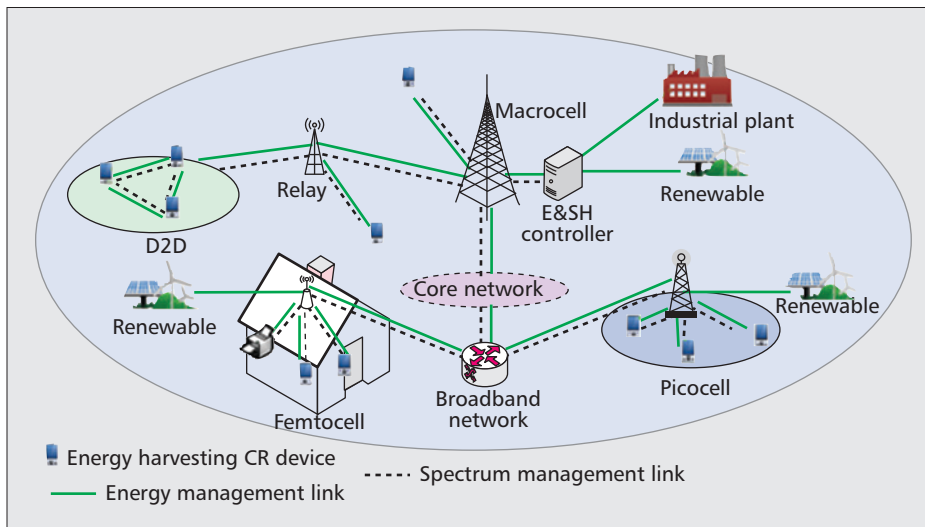 Macrocell
Industrial plant
Relay
Renewable
E&SH
controller
D2D
Core network
Renewable
Renewable
Picocell
Broadband
network
Femtocell
Energy harvesting CR device
Spectrum management link
Energy management link